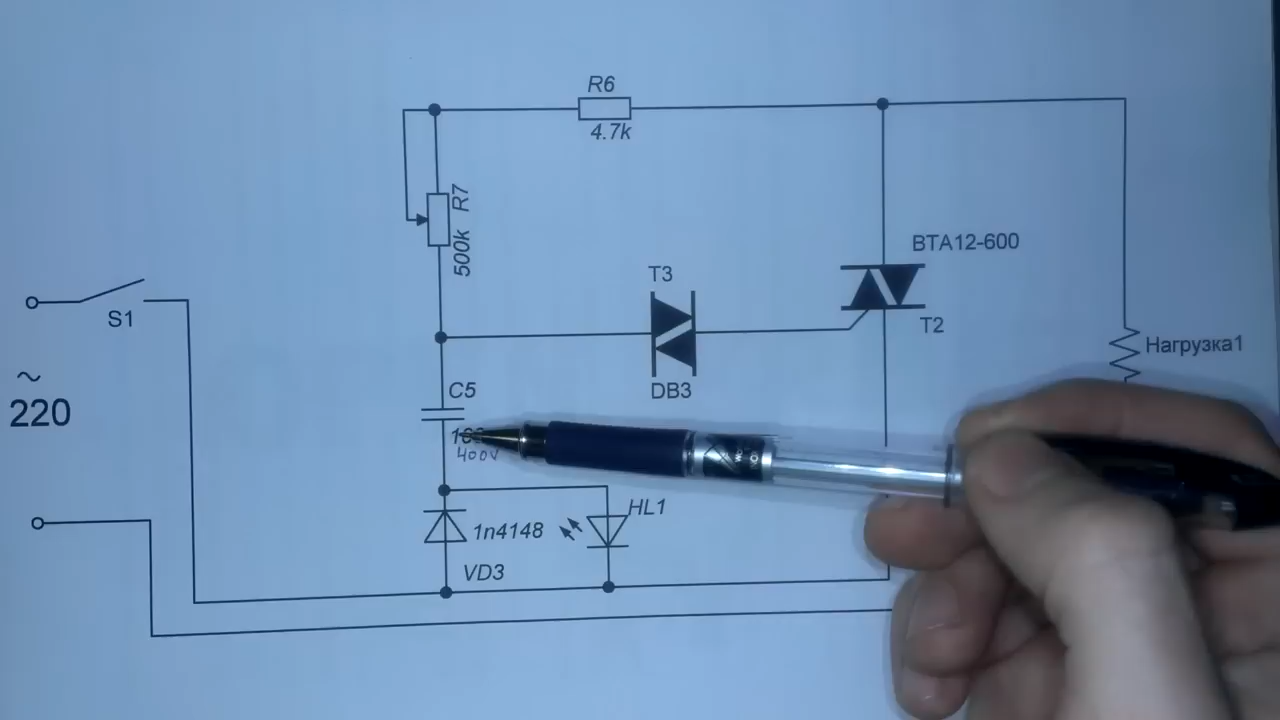 R6
4.7k
R7
500k
BTA12-600
T3
T2
S1
Нагрузка1
~
220
C5
DB3
400V
HL1
1n4148
VD3